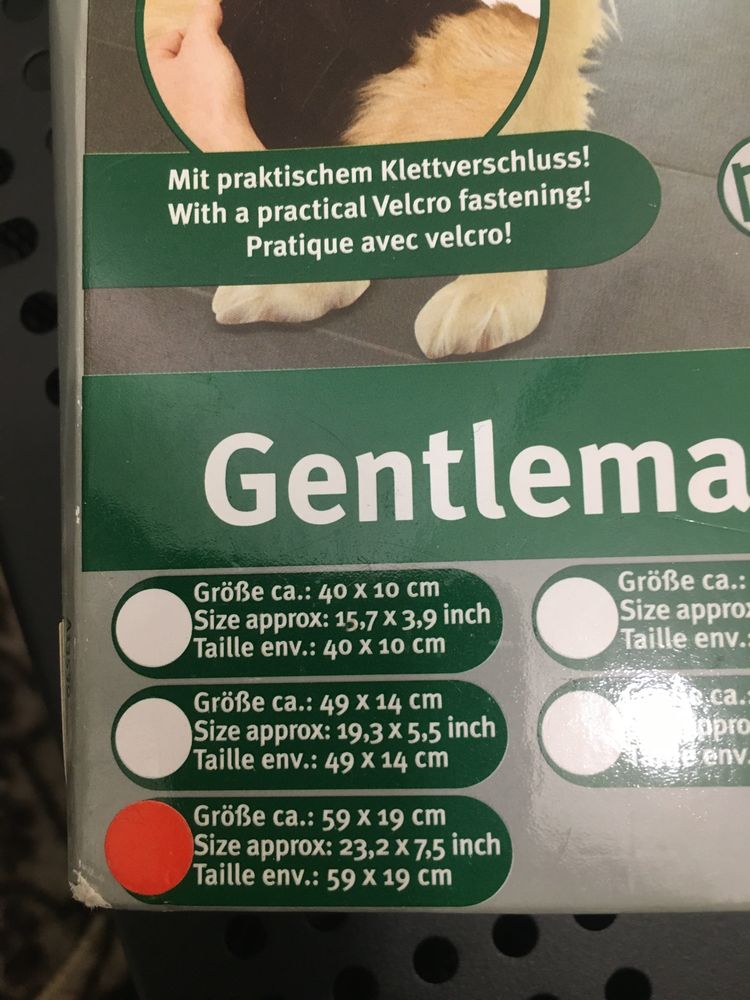 Mit praktischem Klettverschluss!
With a practical Velcro fastening!
Pratique avec velcro!
Gentlema
Größe ca.: 40 x 10 cm
Size approx: 15,7 x 3,9 inch
Taille env.: 40 x 10 cm
Größe ca.:
Size approx
Taille env.:
Größe ca.: 49 x 14 cm
Size approx: 19,3 x 5,5 inch
Taille env.: 49 x 14 cm
ca.
env.
Größe ca.: 59 x 19 cm
Size approx: 23,2 x 7,5 inch
Taille env.: 59 x 19 cm